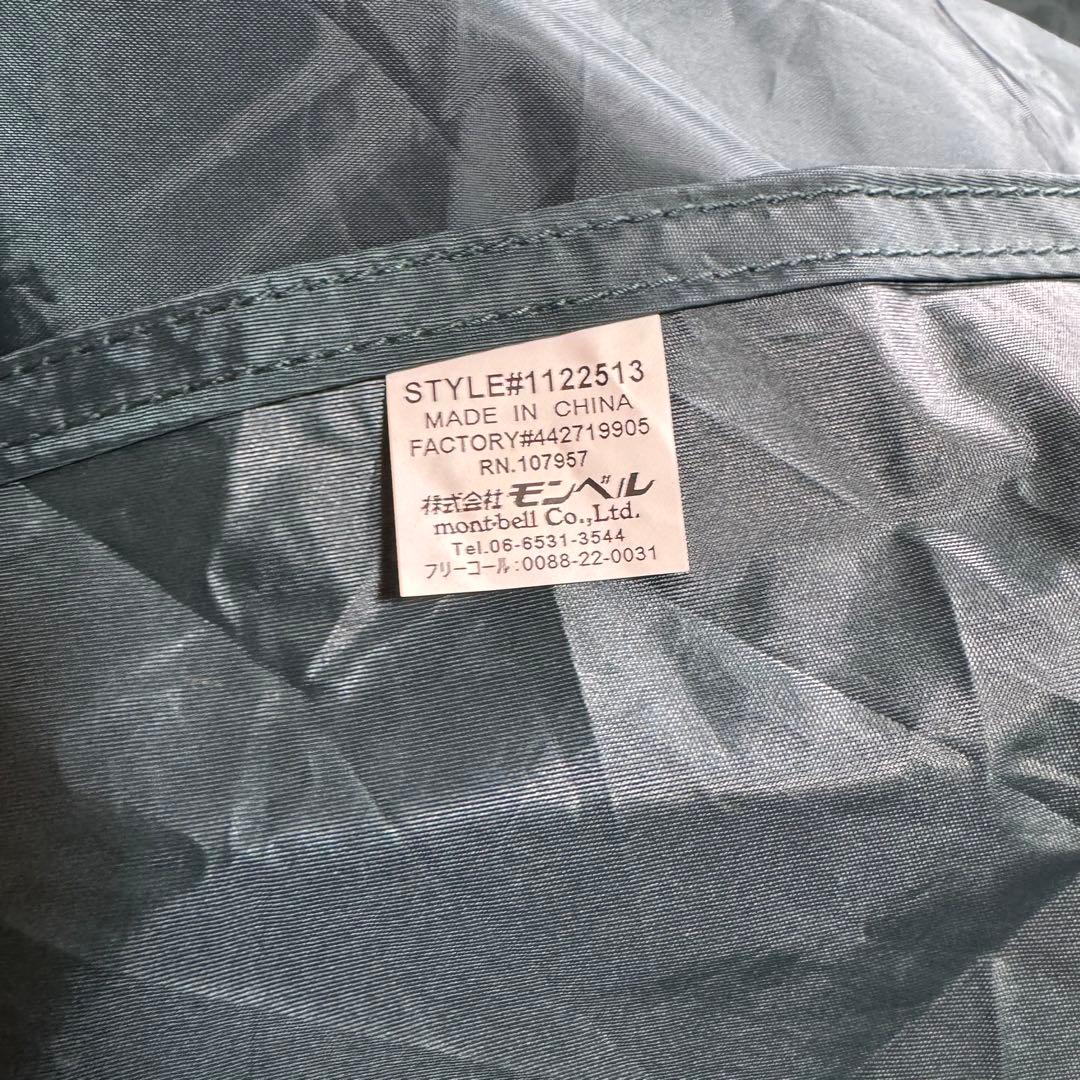 STYLE#1122513
MADE IN CHINA
FACTORY#442719905
RN.107957
株式会社モンベル
mont-bell Co.,Ltd.
Tel.06-6531-3544
フリーコール:0088-22-0031